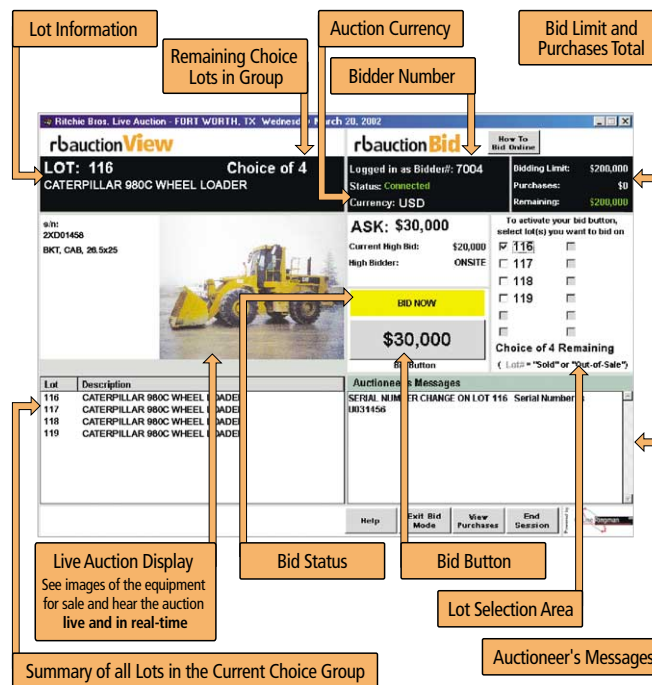 Lot Information
Remaining Choice
Lots in Group
Auction Currency
Bidder Number
Bid Limit and
Purchases Total
Ritchie Bros. Live Auction - FORT WORTH, TX Wednesday March 20, 2002
rbauctionView
rbauctionBid
How To
Bid Online
LOT: 116 Choice of 4
CATERPILLAR 980C WHEEL LOADER
Logged in as Bidder#: 7004
Status: Connected
Currency: USD
Bidding Limit: $200,000
Purchases: $0
Remaining: $200,000
s/n:
2XD01458
BKT, CAB, 26.5x25
ASK: $30,000
Current High Bid: $20,000
High Bidder: ONSITE
BID NOW
$30,000
Bid Button
To activate your bid button,
select lot(s) you want to bid on
116
117
118
119
Choice of 4 Remaining
( Lot# = "Sold" or "Out-of-Sale")
Lot Description
116 CATERPILLAR 980C WHEEL LOADER
117 CATERPILLAR 980C WHEEL LOADER
118 CATERPILLAR 980C WHEEL LOADER
119 CATERPILLAR 980C WHEEL LOADER
Auctioneer's Messages
SERIAL NUMBER CHANGE ON LOT 116 Serial Number
U031456
Help
Exit Bid
Mode
View
Purchases
End
Session
Powered by
Live Auction Display
See images of the equipment
for sale and hear the auction
live and in real-time
Bid Status
Bid Button
Lot Selection Area
Auctioneer's Messages
Summary of all Lots in the Current Choice Group